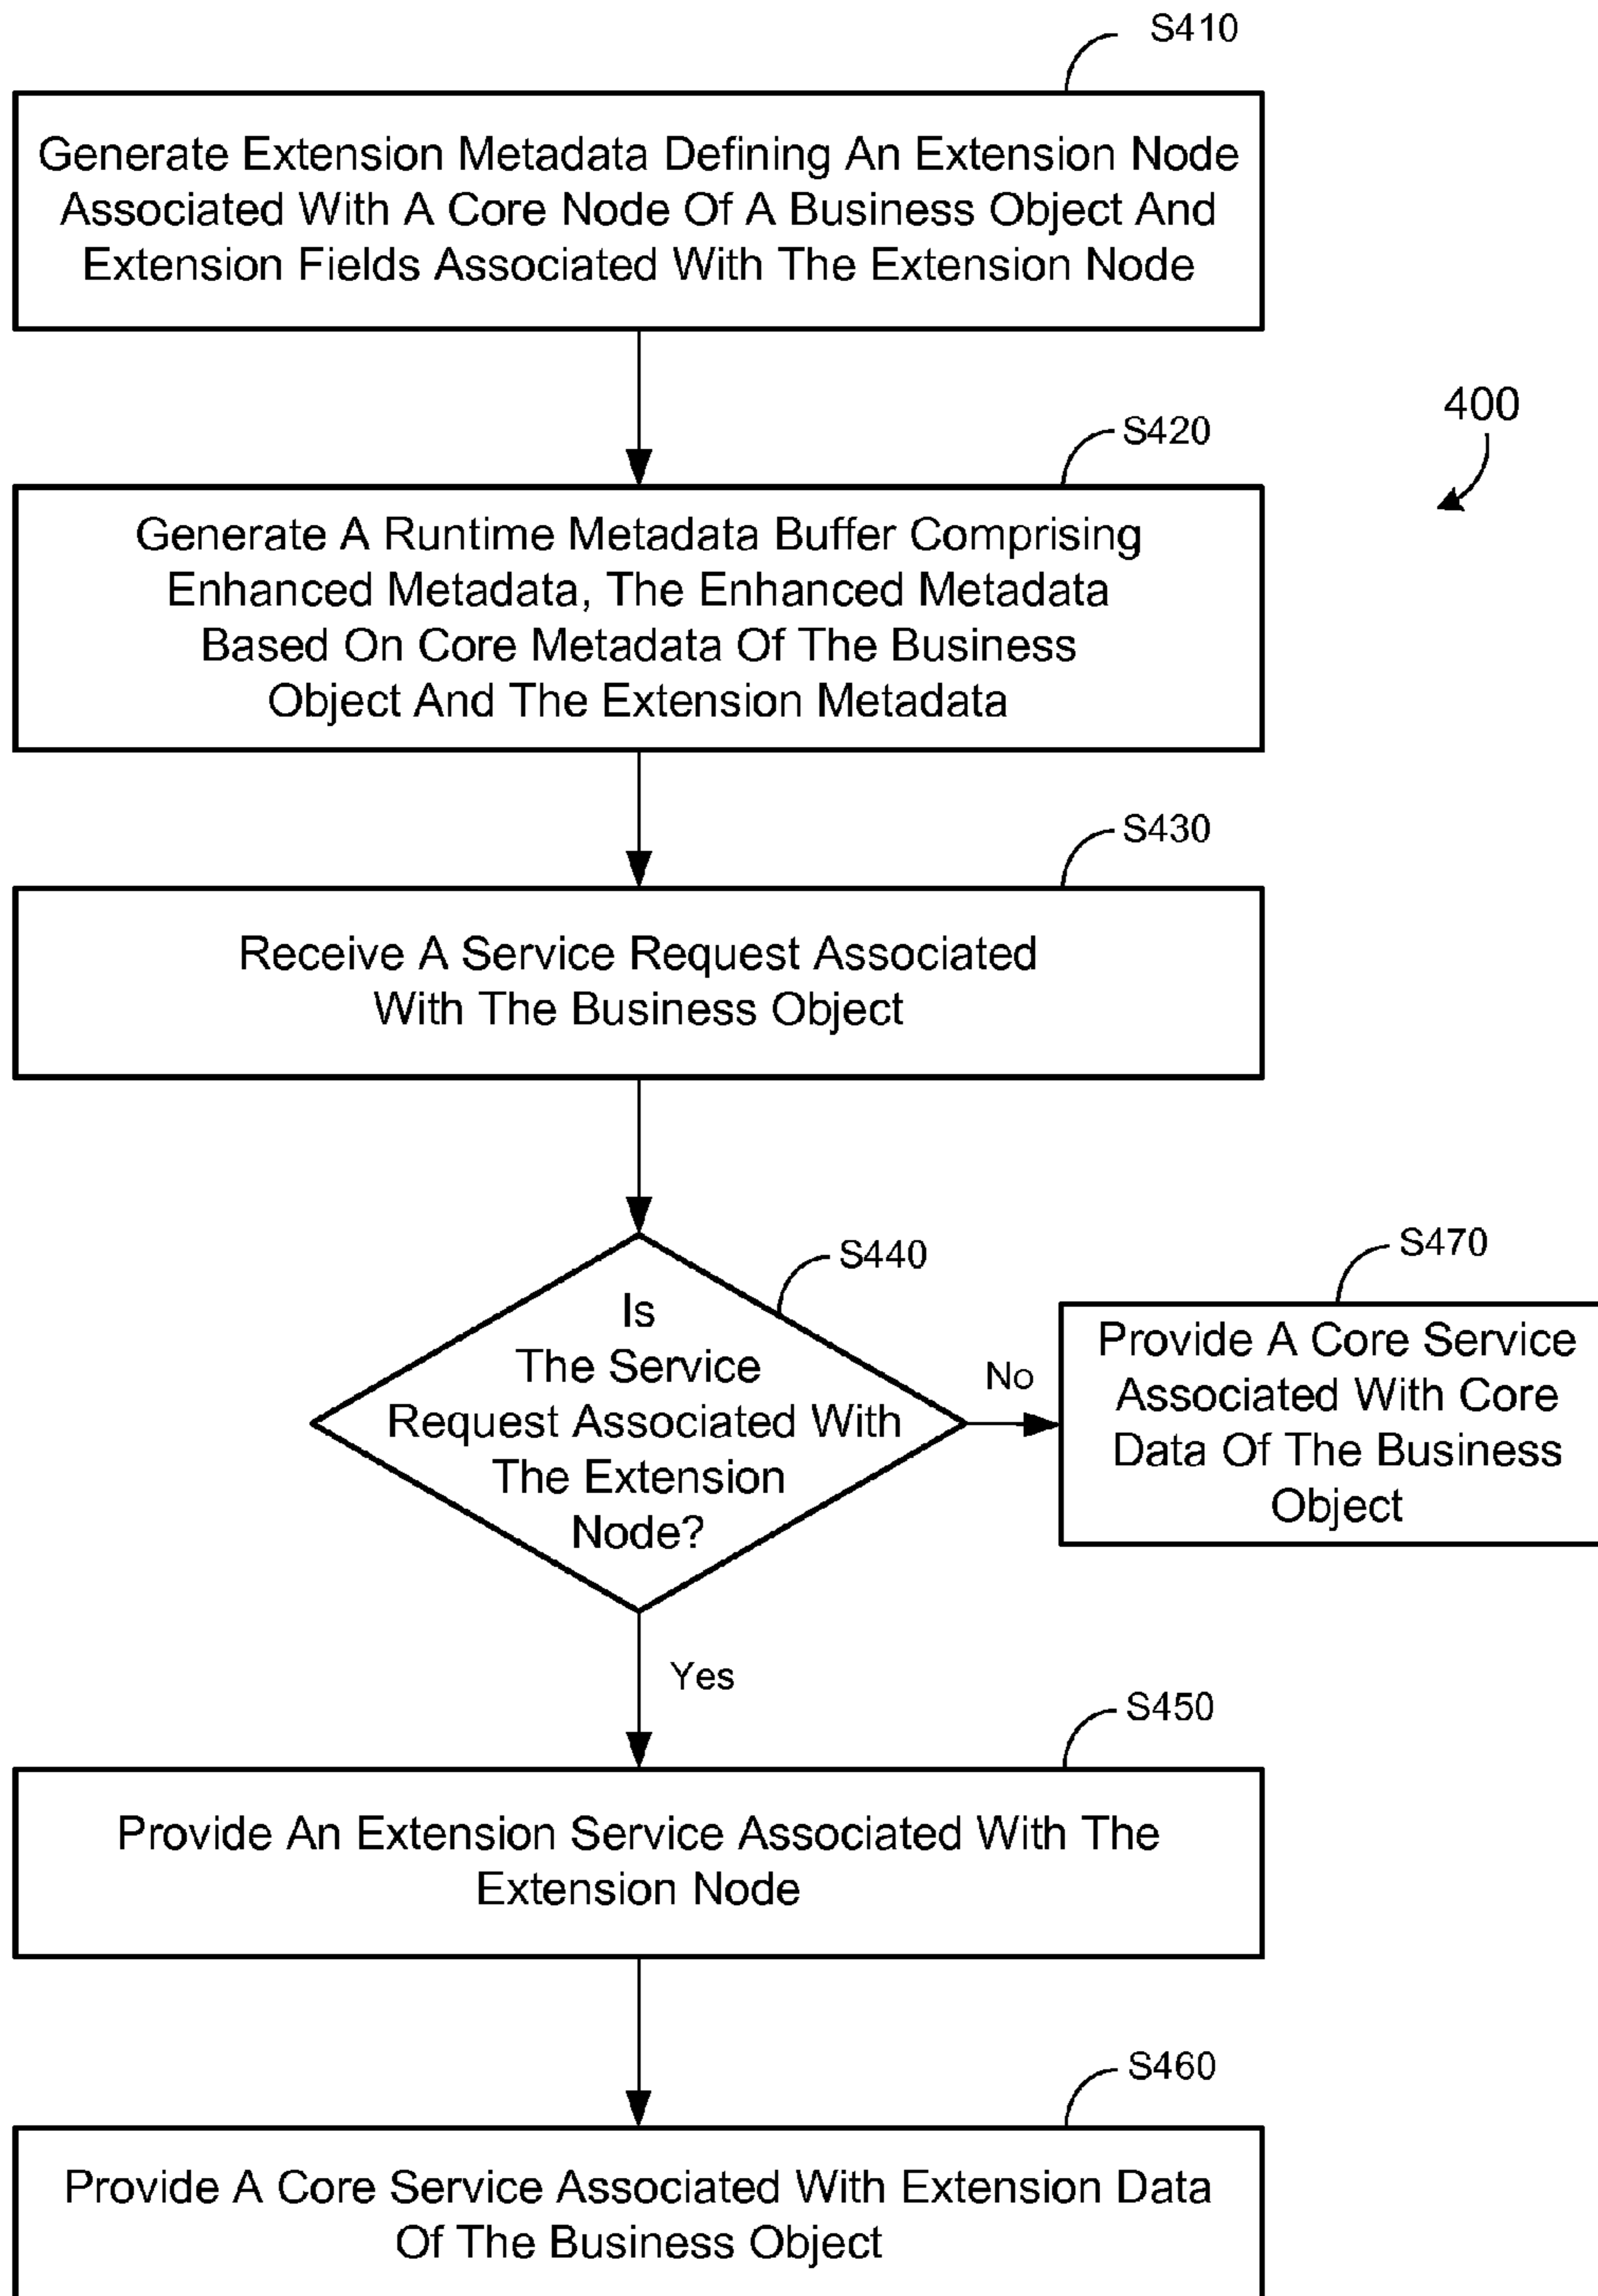 S410
Generate Extension Metadata Defining An Extension Node
Associated With A Core Node Of A Business Object And
Extension Fields Associated With The Extension Node
400
S420
Generate A Runtime Metadata Buffer Comprising
Enhanced Metadata, The Enhanced Metadata
Based On Core Metadata Of The Business
Object And The Extension Metadata
S430
Receive A Service Request Associated
With The Business Object
S440
Is
The Service
Request Associated With
The Extension
Node?
No
S470
Provide A Core Service
Associated With Core
Data Of The Business
Object
Yes
S450
Provide An Extension Service Associated With The
Extension Node
S460
Provide A Core Service Associated With Extension Data
Of The Business Object